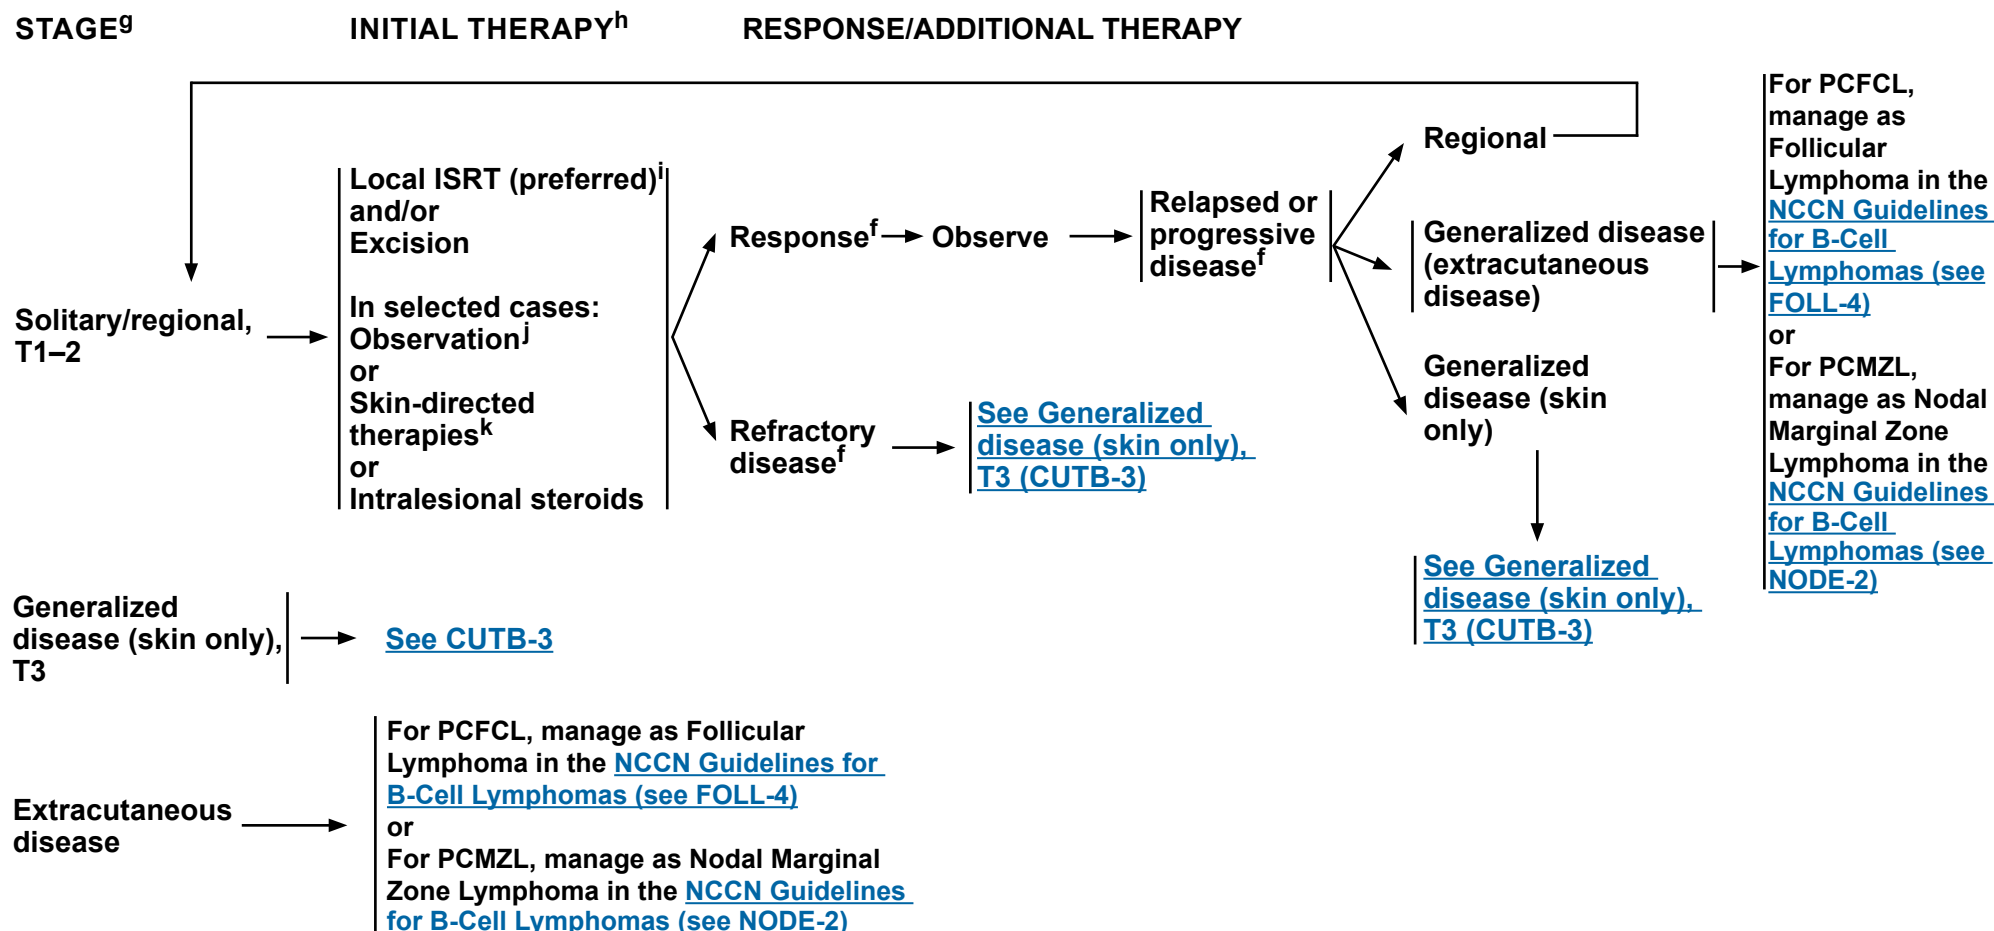 STAGEg
INITIAL THERAPYh
RESPONSE/ADDITIONAL THERAPY
Solitary/regional,
T1–2
Local ISRT (preferred)i
and/or
Excision
In selected cases:
Observationj
or
Skin-directed
therapiesk
or
Intralesional steroids
Responsef
Observe
Relapsed or
progressive
diseasef
Regional
Generalized disease
(extracutaneous
disease)
For PCFCL,
manage as
Follicular
Lymphoma in the
NCCN Guidelines
for B-Cell
Lymphomas (see
FOLL-4)
or
For PCMZL,
manage as Nodal
Marginal Zone
Lymphoma in the
NCCN Guidelines
for B-Cell
Lymphomas (see
NODE-2)
Generalized
disease (skin
only)
See Generalized
disease (skin only),
T3 (CUTB-3)
Refractory
diseasef
See Generalized
disease (skin only),
T3 (CUTB-3)
Generalized
disease (skin only),
T3
See CUTB-3
Extracutaneous
disease
For PCFCL, manage as Follicular
Lymphoma in the NCCN Guidelines for
B-Cell Lymphomas (see FOLL-4)
or
For PCMZL, manage as Nodal Marginal
Zone Lymphoma in the NCCN Guidelines
for B-Cell Lymphomas (see NODE-2)